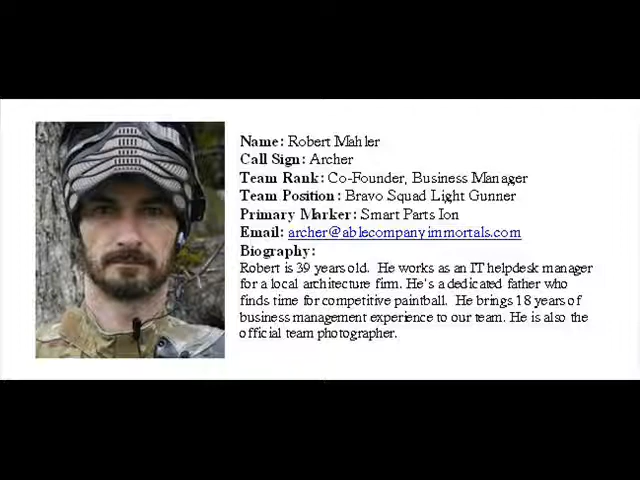 Name: Robert Mahler
Call Sign: Archer
Team Rank: Co-Founder, Business Manager
Team Position: Bravo Squad Light Gunner
Primary Marker: Smart Parts Ion
Email: archer@ablecompanyimmortals.com
Biography:
Robert is 39 years old. He works as an IT helpdesk manager
for a local architecture firm. He's a dedicated father who
finds time for competitive paintball. He brings 18 years of
business management experience to our team. He is also the
official team photographer.